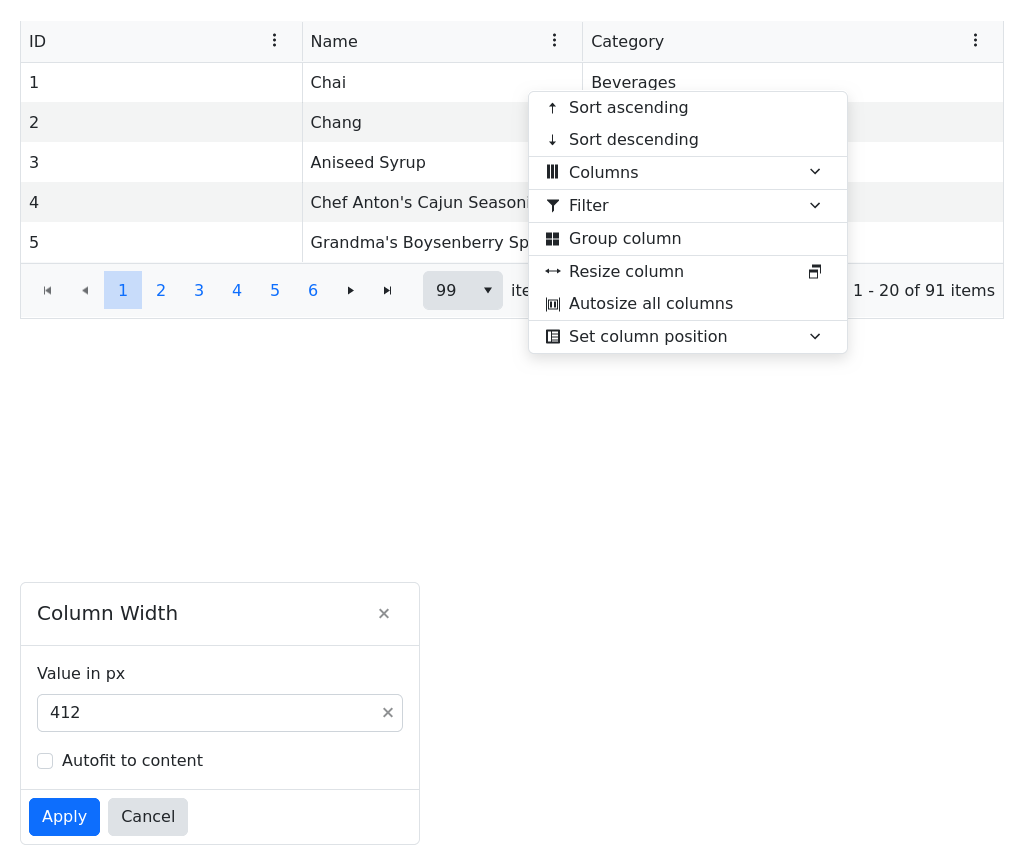 ID Name Category
1 Chai Beverages
2 Chang
3 Aniseed Syrup
4 Chef Anton's Cajun Seasoni
5 Grandma's Boysenberry Sp
Sort ascending
Sort descending
Columns
Filter
Group column
Resize column
Autosize all columns
Set column position
1 2 3 4 5 6 99 ite 1 - 20 of 91 items
Column Width
Value in px
412
Autofit to content
Apply Cancel